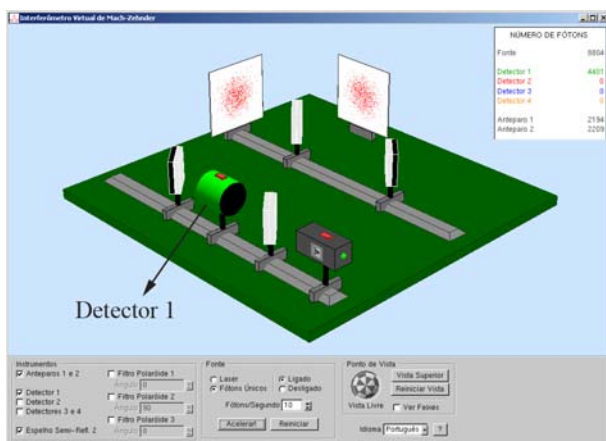 Interferômetro Virtual de Mach-Zehnder
NÚMERO DE FÓTONS
Fonte 8804
Detector 1 4401
Detector 2 0
Detector 3 0
Detector 4 0
Anteparo 1 2194
Anteparo 2 2209
Detector 1
Instrumentos
Anteparos 1 e 2
Detector 1
Detector 2
Detectores 3 e 4
Espelho Semi-Refl. 2
Filtro Polaróide 1
Ângulo 0
Filtro Polaróide 2
Ângulo 90
Filtro Polaróide 3
Ângulo 0
Fonte
Laser
Fótons Únicos
Ligado
Desligado
Fótons/Segundo 10
Acelerar!
Reiniciar
Ponto de Vista
Vista Livre
Vista Superior
Reiniciar Vista
Ver Feixes
Idioma Português
?